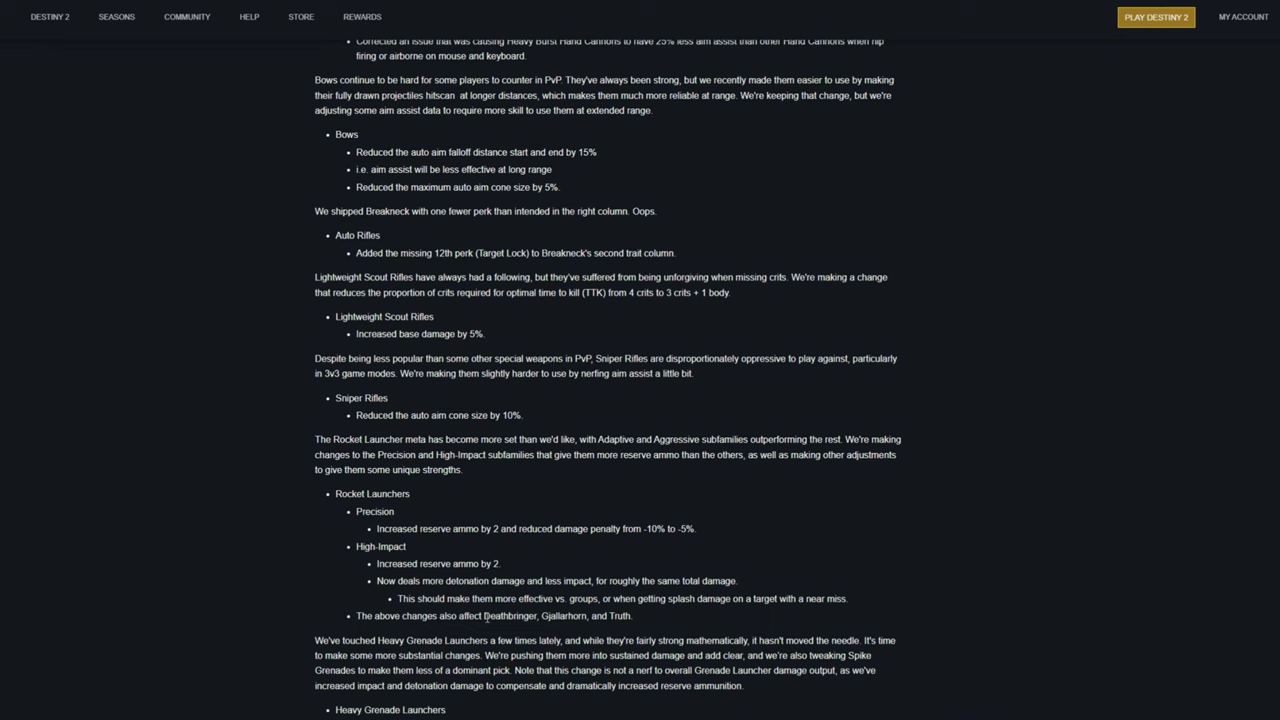 DESTINY 2
SEASONS
COMMUNITY
HELP
STORE
REWARDS
PLAY DESTINY 2
MY ACCOUNT
• Corrected an issue that was causing Heavy Burst Hand Cannons to have 25% less aim assist than other Hand Cannons when hip
firing or airborne on mouse and keyboard.
Bows continue to be hard for some players to counter in PvP. They've always been strong, but we recently made them easier to use by making
their fully drawn projectiles hitscan at longer distances, which makes them much more reliable at range. We're keeping that change, but we're
adjusting some aim assist data to require more skill to use them at extended range.
• Bows
• Reduced the auto aim falloff distance start and end by 15%
• i.e. aim assist will be less effective at long range
• Reduced the maximum auto aim cone size by 5%.
We shipped Breakneck with one fewer perk than intended in the right column. Oops.
• Auto Rifles
• Added the missing 12th perk (Target Lock) to Breakneck's second trait column.
Lightweight Scout Rifles have always had a following, but they've suffered from being unforgiving when missing crits. We're making a change
that reduces the proportion of crits required for optimal time to kill (TTK) from 4 crits to 3 crits + 1 body.
• Lightweight Scout Rifles
• Increased base damage by 5%.
Despite being less popular than some other special weapons in PvP, Sniper Rifles are disproportionately oppressive to play against, particularly
in 3v3 game modes. We're making them slightly harder to use by nerfing aim assist a little bit.
• Sniper Rifles
• Reduced the auto aim cone size by 10%.
The Rocket Launcher meta has become more set than we'd like, with Adaptive and Aggressive subfamilies outperforming the rest. We're making
changes to the Precision and High-Impact subfamilies that give them more reserve ammo than the others, as well as making other adjustments
to give them some unique strengths.
• Rocket Launchers
• Precision
• Increased reserve ammo by 2 and reduced damage penalty from -10% to -5%.
• High-Impact
• Increased reserve ammo by 2.
• Now deals more detonation damage and less impact, for roughly the same total damage.
• This should make them more effective vs. groups, or when getting splash damage on a target with a near miss.
• The above changes also affect Deathbringer, Gjallarhorn, and Truth.
We've touched Heavy Grenade Launchers a few times lately, and while they're fairly strong mathematically, it hasn't moved the needle. It's time
to make some more substantial changes. We're pushing them more into sustained damage and add clear, and we're also tweaking Spike
Grenades to make them less of a dominant pick. Note that this change is not a nerf to overall Grenade Launcher damage output, as we've
increased impact and detonation damage to compensate and dramatically increased reserve ammunition.
• Heavy Grenade Launchers